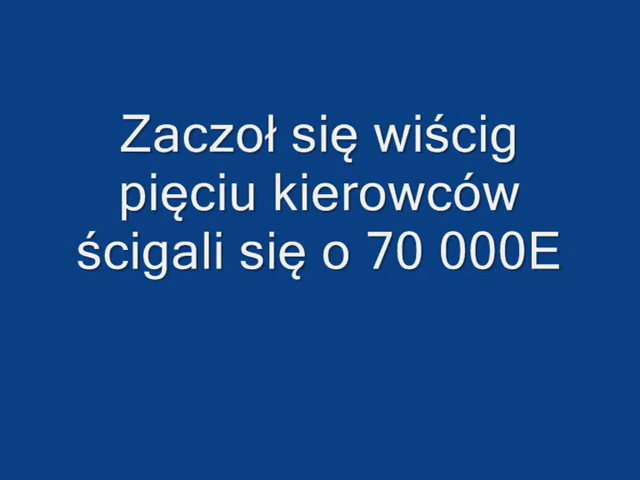 Zaczoł się wiścig
pięciu kierowców
ścigali się o 70 000E